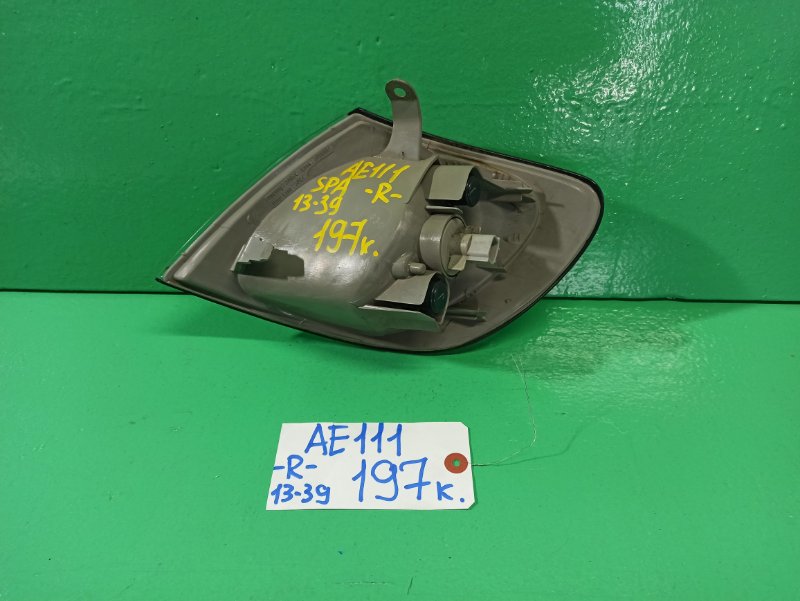 AE111
SPA -R-
13-39
197к.
AE111
-R-
13-39 197к.